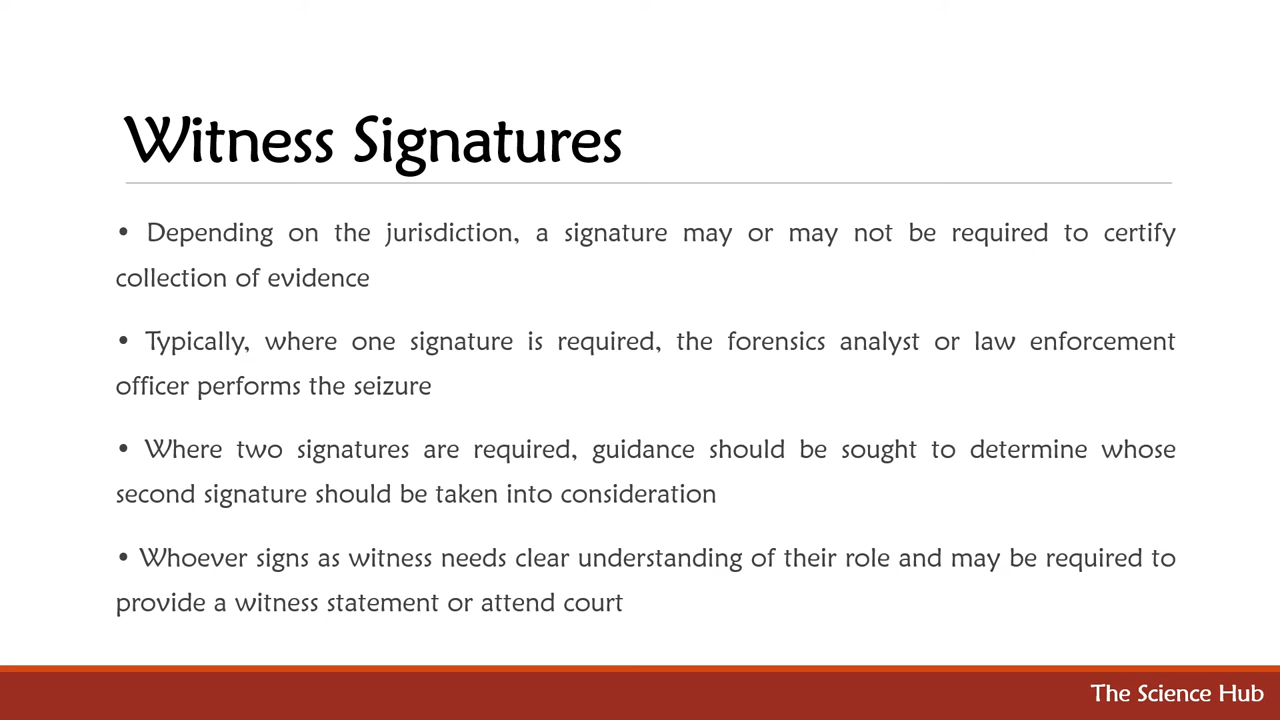 Witness Signatures
• Depending on the jurisdiction, a signature may or may not be required to certify
collection of evidence
• Typically, where one signature is required, the forensics analyst or law enforcement
officer performs the seizure
• Where two signatures are required, guidance should be sought to determine whose
second signature should be taken into consideration
• Whoever signs as witness needs clear understanding of their role and may be required to
provide a witness statement or attend court
The Science Hub